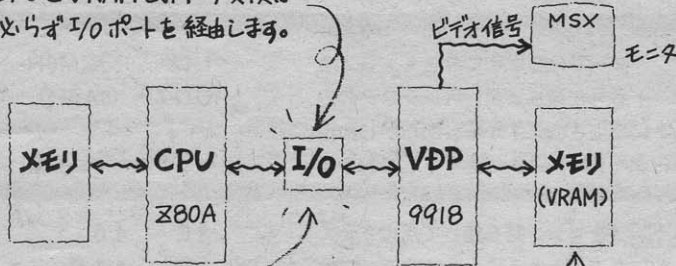 必らずI/Oポートを経由します。
ビデオ信号
MSX
モニタ
メモリ
CPU
Z80A
I/O
VDP
9918
メモリ
(VRAM)